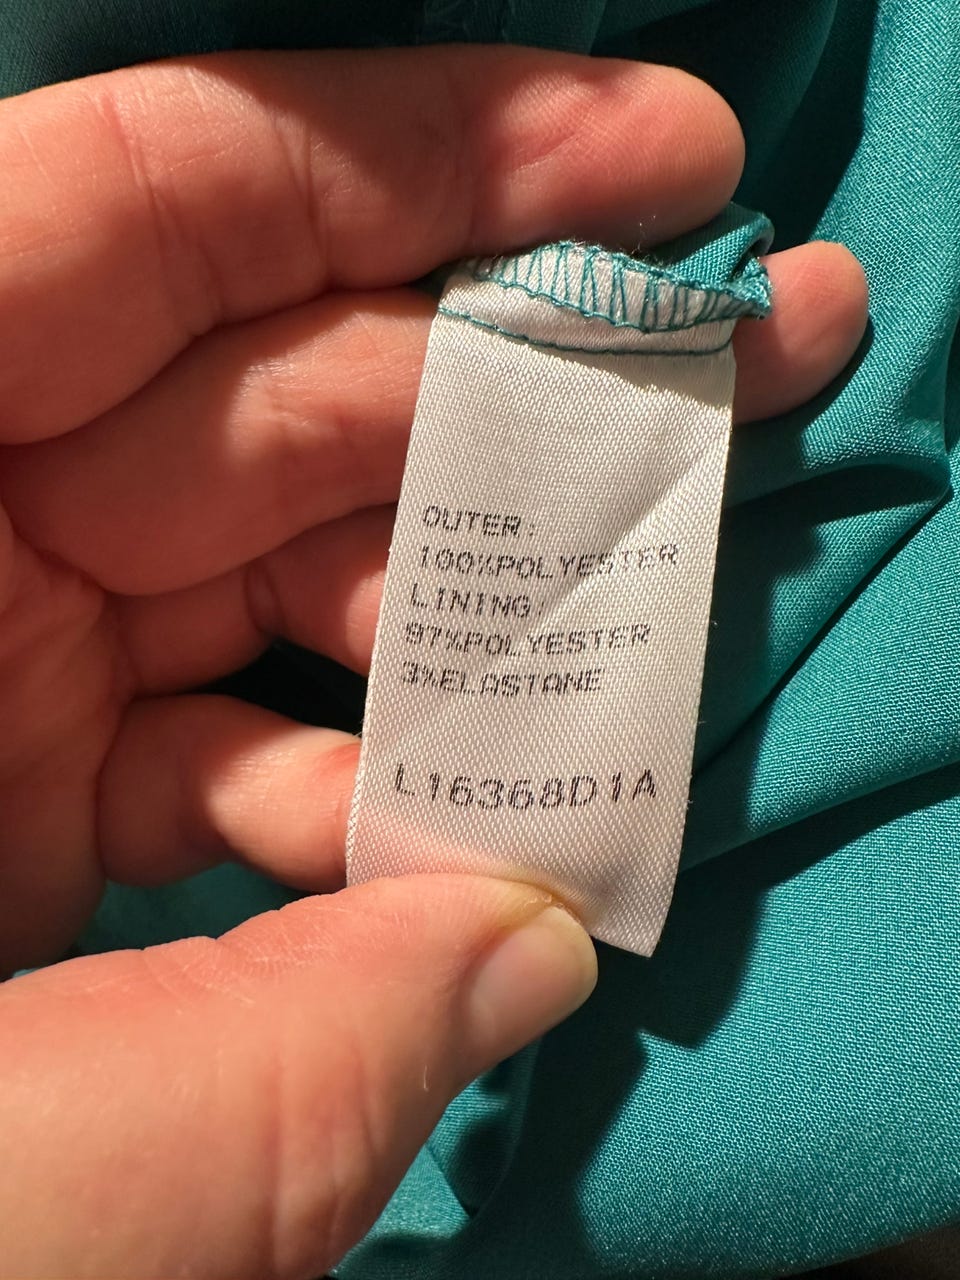 OUTER:
100%POLYESTER
LINING:
97%POLYESTER
3%ELASTANE
L16368D1A